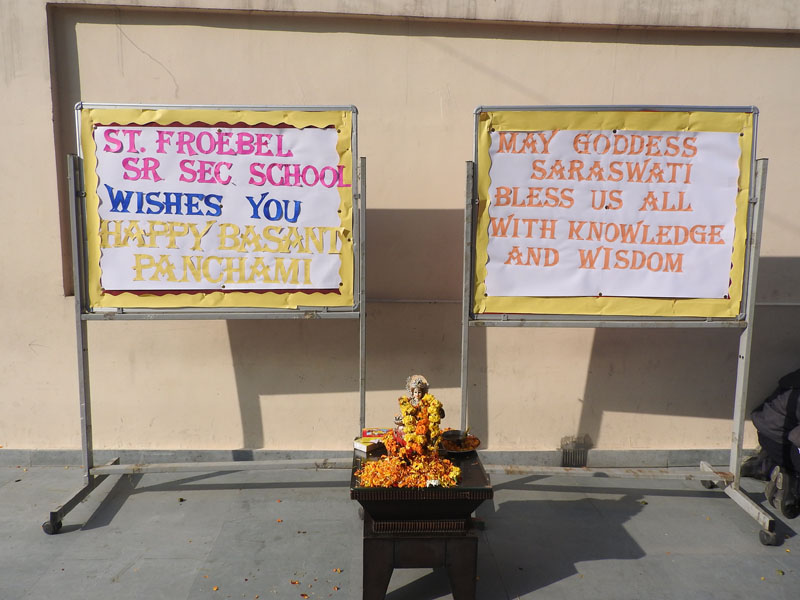 ST. FROEBEL
SR SEC SCHOOL
WISHES YOU
HAPPY BASANT
PANCHAMI
MAY GODDESS
SARASWATI
BLESS US ALL
WITH KNOWLEDGE
AND WISDOM